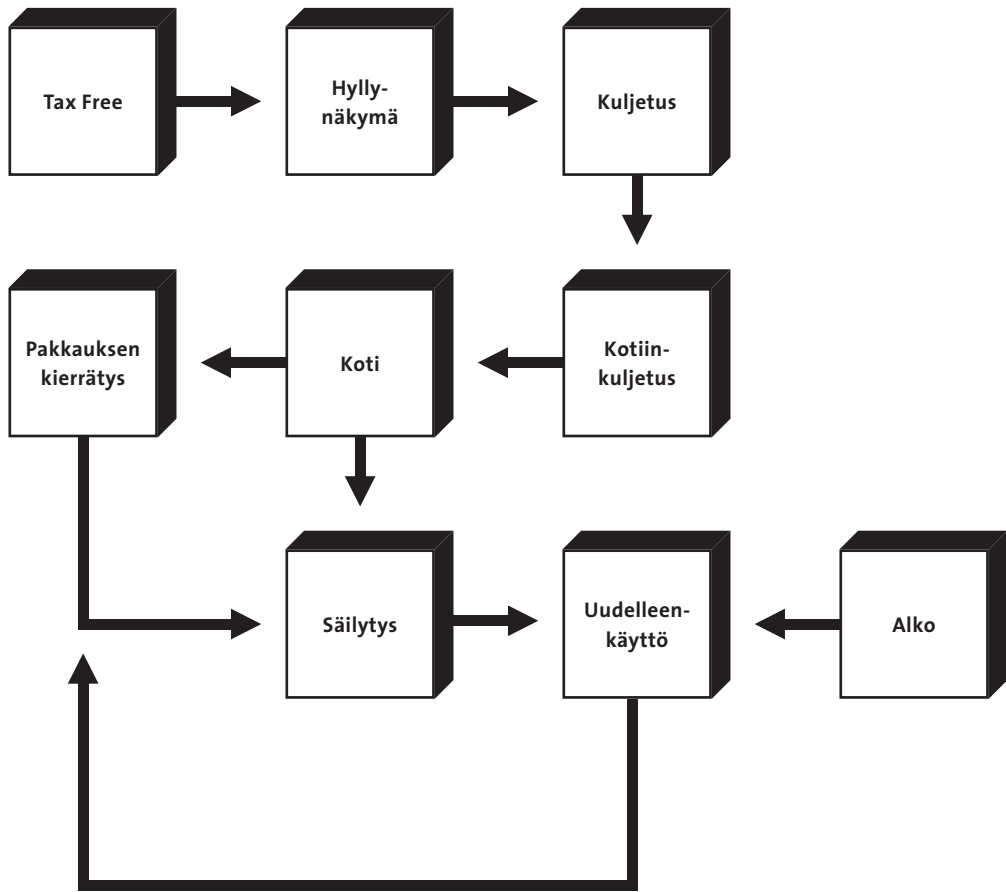 Tax Free
Hylly-
näkymä
Kuljetus
Pakkauksen
kierrätys
Koti
Kotiin-
kuljetus
Säilytys
Uudelleen-
käyttö
Alko